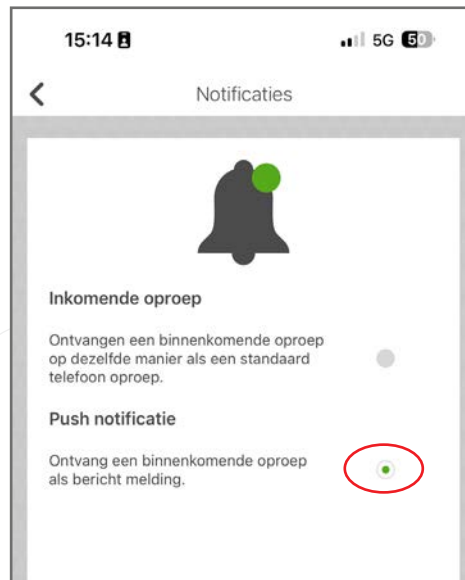 15:14 5G 50
Notificaties
Inkomende oproep
Ontvangen een binnenkomende oproep
op dezelfde manier als een standaard
telefoon oproep.
Push notificatie
Ontvang een binnenkomende oproep
als bericht melding.